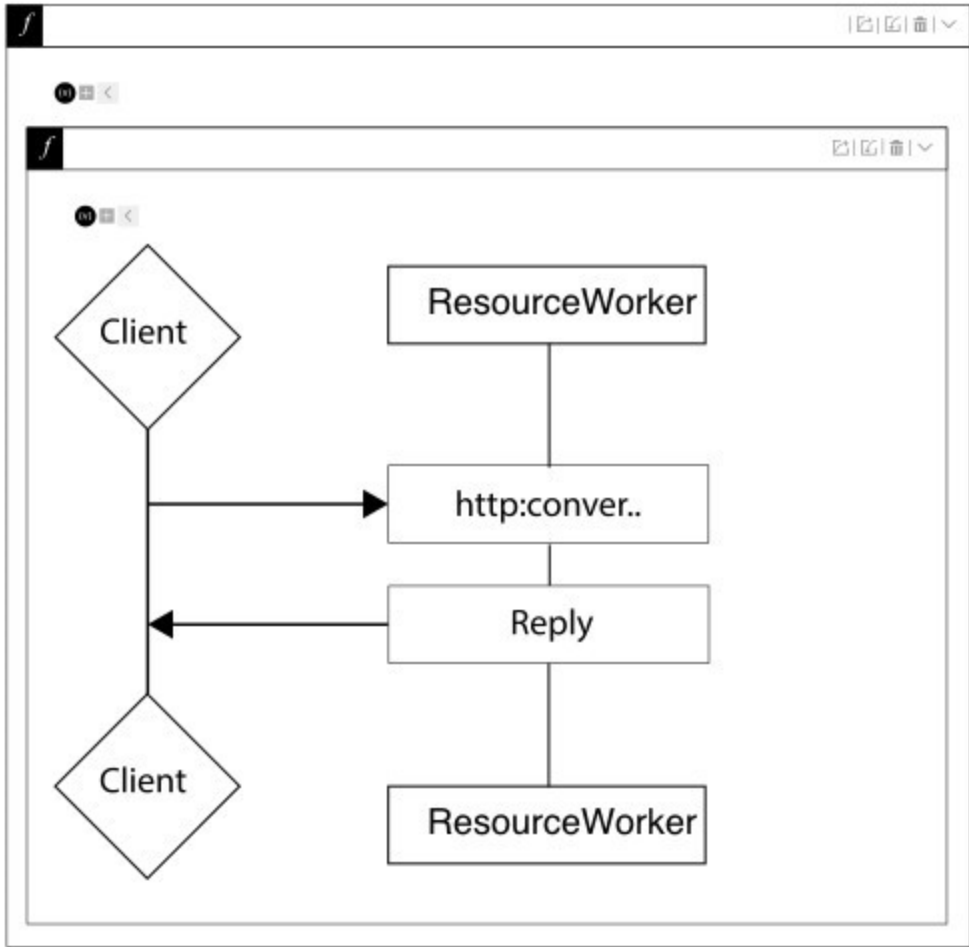 f
f
Client
ResourceWorker
http:conver..
Reply
Client
ResourceWorker